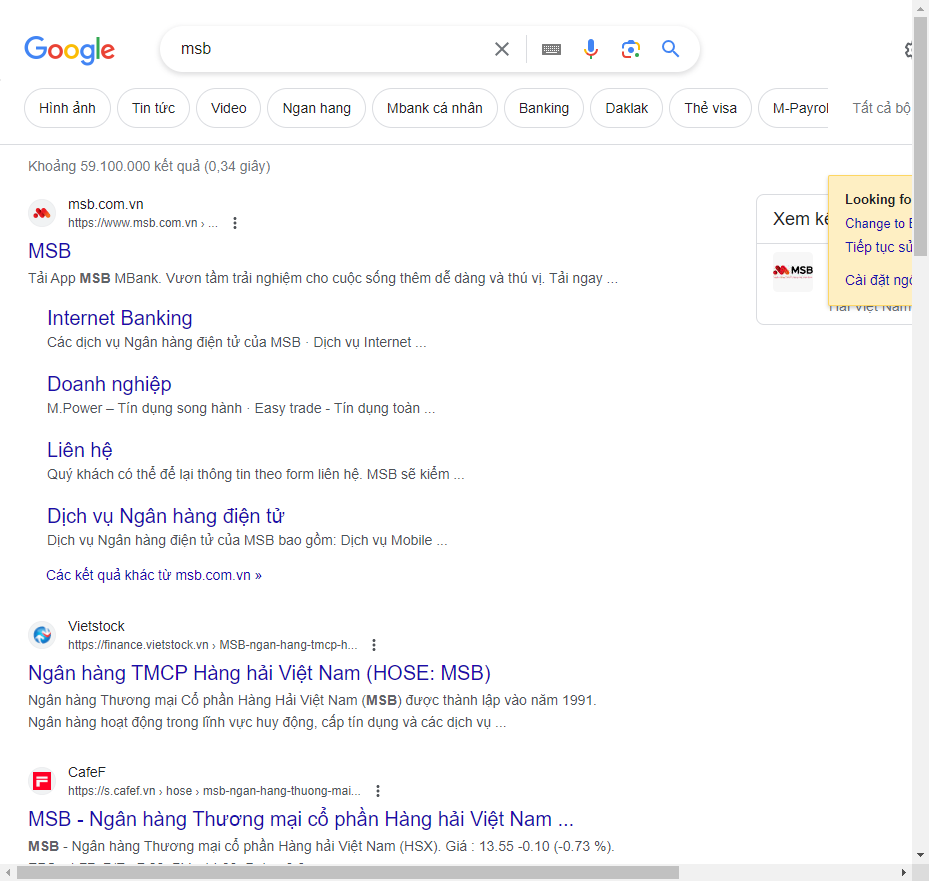 Google
msb
Hình ảnh
Tin tức
Video
Ngan hang
Mbank cá nhân
Banking
Daklak
Thẻ visa
M-Payrol
Tất cả bộ
Khoảng 59.100.000 kết quả (0,34 giây)
msb.com.vn
https://www.msb.com.vn › ...
MSB
Tải App MSB MBank. Vươn tầm trải nghiệm cho cuộc sống thêm dễ dàng và thú vị. Tải ngay ...
Internet Banking
Các dịch vụ Ngân hàng điện tử của MSB · Dịch vụ Internet ...
Doanh nghiệp
M.Power – Tín dụng song hành · Easy trade - Tín dụng toàn ...
Liên hệ
Quý khách có thể để lại thông tin theo form liên hệ. MSB sẽ kiểm ...
Dịch vụ Ngân hàng điện tử
Dịch vụ Ngân hàng điện tử của MSB bao gồm: Dịch vụ Mobile ...
Các kết quả khác từ msb.com.vn »
Vietstock
https://finance.vietstock.vn › MSB-ngan-hang-tmcp-h...
Ngân hàng TMCP Hàng hải Việt Nam (HOSE: MSB)
Ngân hàng Thương mại Cổ phần Hàng Hải Việt Nam (MSB) được thành lập vào năm 1991.
Ngân hàng hoạt động trong lĩnh vực huy động, cấp tín dụng và các dịch vụ ...
CafeF
https://s.cafef.vn › hose › msb-ngan-hang-thuong-mai...
MSB - Ngân hàng Thương mại cổ phần Hàng hải Việt Nam ...
MSB - Ngân hàng Thương mại cổ phần Hàng hải Việt Nam (HSX). Giá : 13.55 -0.10 (-0.73 %).
Xem kế
MSB
Hải Việt Nam
Looking fo
Change to E
Tiếp tục sử
Cài đặt ngô